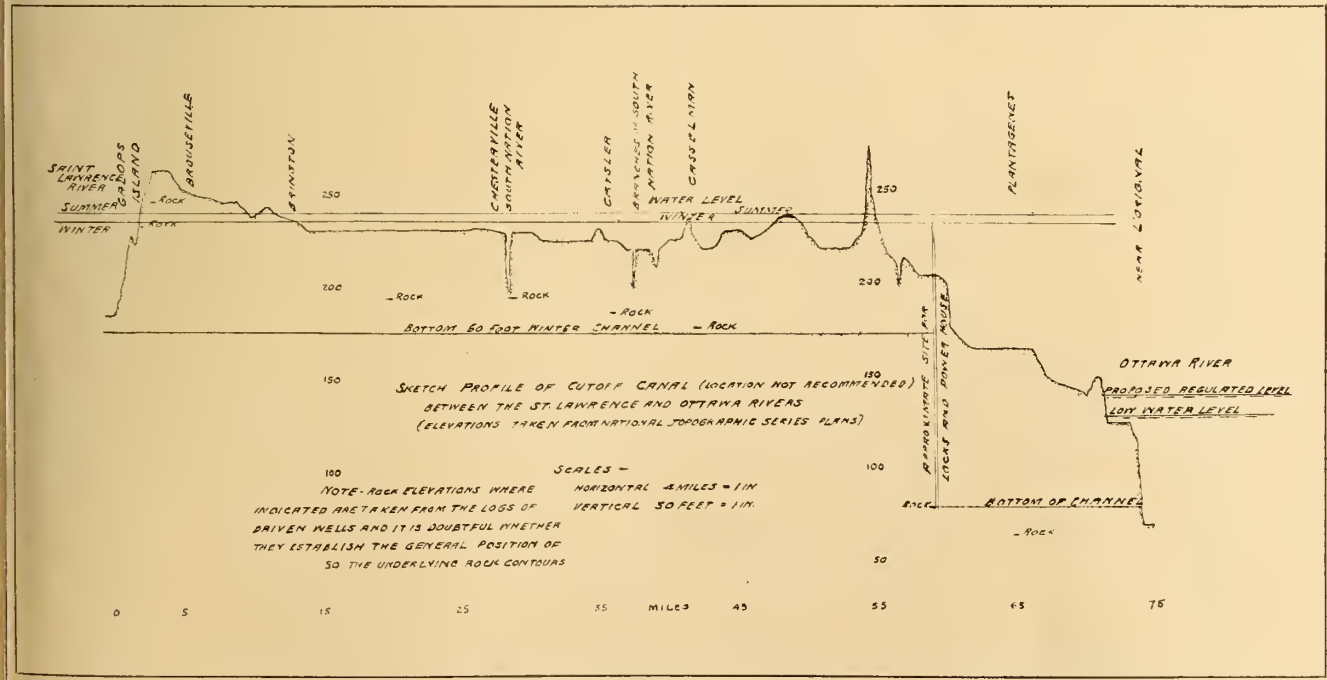 SAINT
LAWRENCE
RIVER
SUMMER
WINTER
GALOPS
ISLAND
BROUSEVILLE
BRINSTON
CHESTERVILLE
SOUTH NATION
RIVER
CRYSLER
BRANCHES OF SOUTH
NATION RIVER
CASSELMAN
PLANTAGENES
NEAR L'ORIGNAL
-ROCK
-ROCK
250
WATER LEVEL
WINTER
SUMMER
250
200
-ROCK
-ROCK
-ROCK
200
BOTTOM 60 FOOT WINTER CHANNEL
-ROCK
APPROXIMATE SITE FOR
LOCKS AND POWER HOUSE
OTTAWA RIVER
PROPOSED REGULATED LEVEL
LOW WATER LEVEL
150
150
SKETCH PROFILE OF CUTOFF CANAL (LOCATION NOT RECOMMENDED)
BETWEEN THE ST. LAWRENCE AND OTTAWA RIVERS
(ELEVATIONS TAKEN FROM NATIONAL TOPOGRAPHIC SERIES PLANS)
100
SCALES -
HORIZONTAL 4 MILES = 1 IN
VERTICAL 50 FEET = 1 IN.
100
NOTE-ROCK ELEVATIONS WHERE
INDICATED ARE TAKEN FROM THE LOGS OF
DRIVEN WELLS AND IT IS DOUBTFUL WHETHER
THEY ESTABLISH THE GENERAL POSITION OF
50 THE UNDERLYING ROCK CONTOURS
ROCK
BOTTOM OF CHANNEL
-ROCK
50
0 5 15 25 35 MILES 45 55 65 75